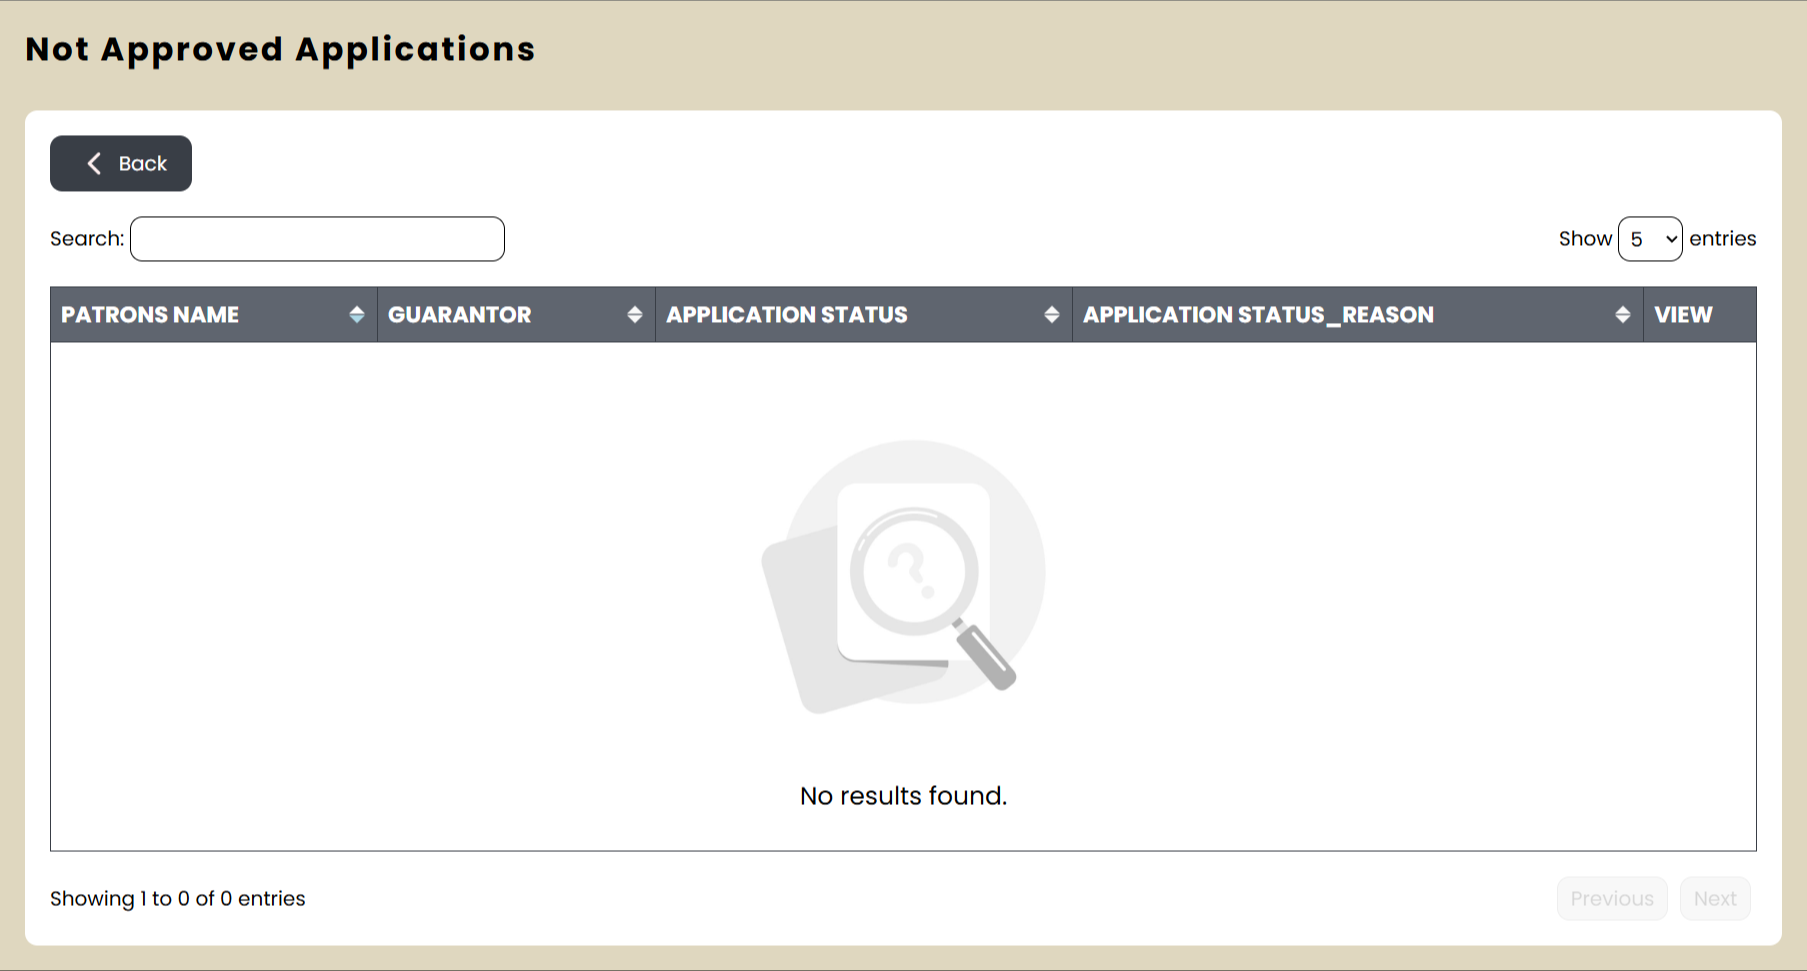 Not Approved Applications
Back
Search:
Show 5 entries
PATRONS NAME GUARANTOR APPLICATION STATUS APPLICATION STATUS_REASON VIEW
?
No results found.
Showing 1 to 0 of 0 entries
Previous Next